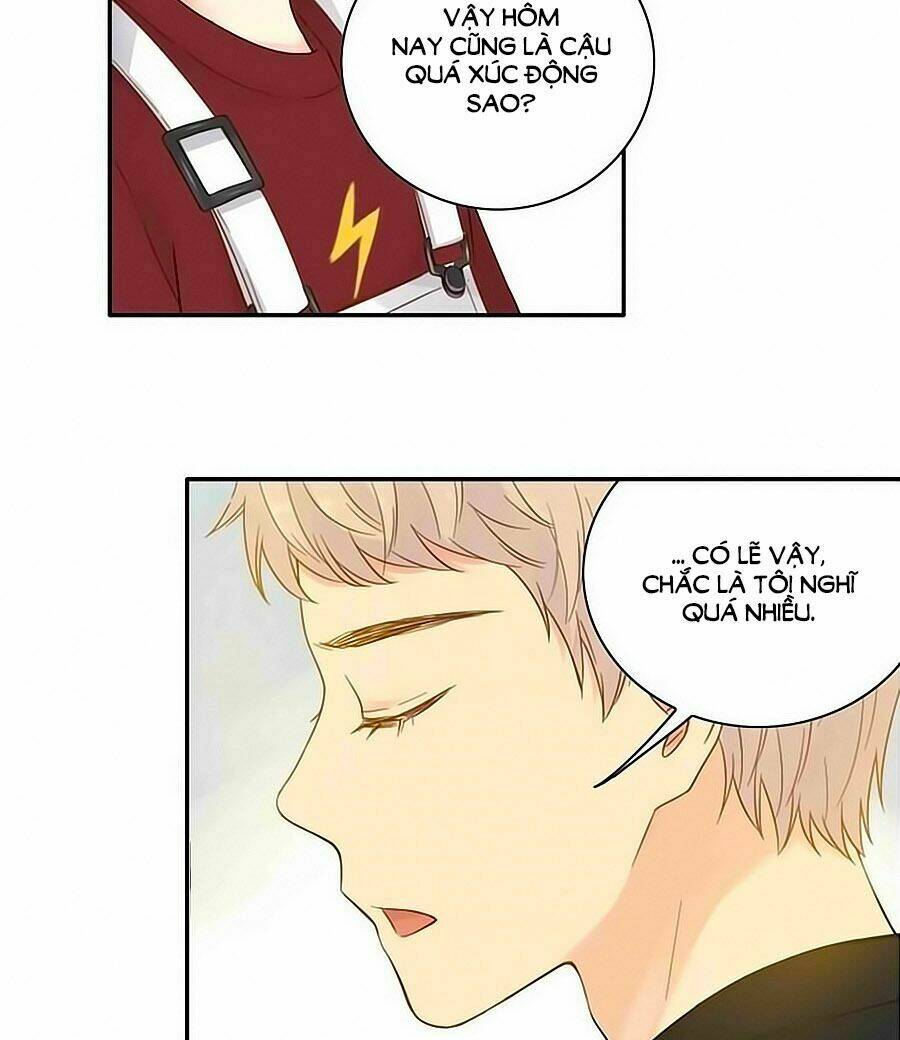 VẬY HÔM
NAY CŨNG LÀ CẬU
QUÁ XÚC ĐỘNG
SAO?
... CÓ LẼ VẬY,
CHẮC LÀ TÔI NGHĨ
QUÁ NHIỀU.